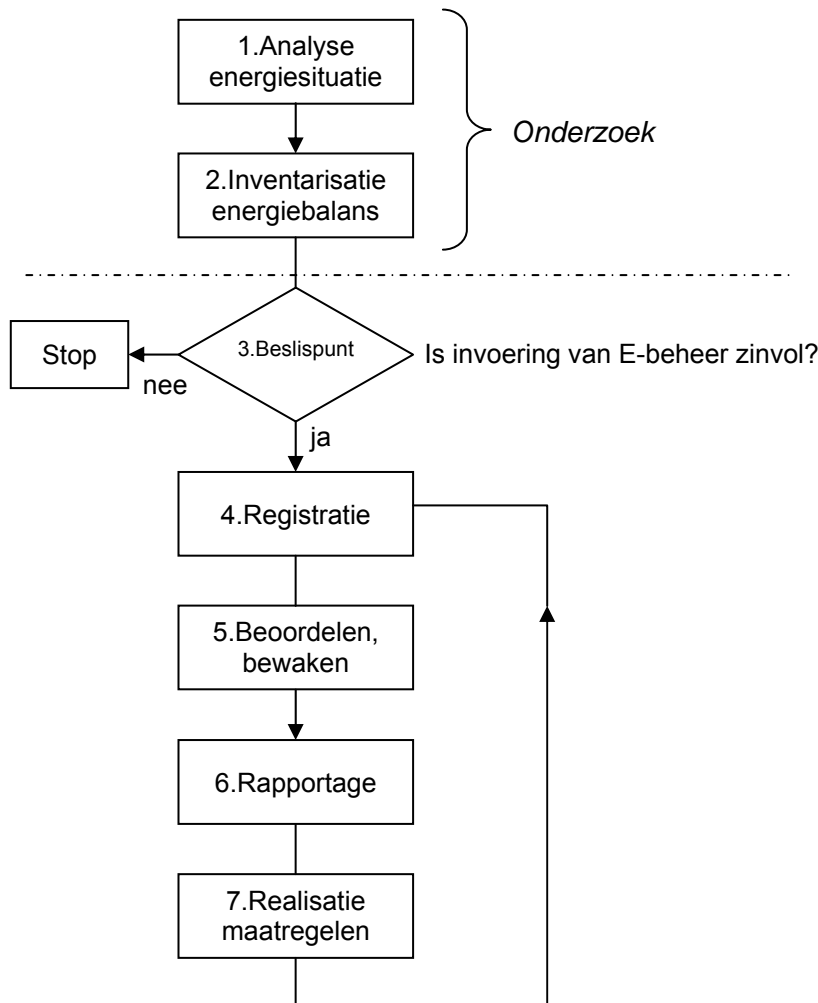 1.Analyse
energiesituatie
Onderzoek
2.Inventarisatie
energiebalans
Stop
3.Beslispunt
Is invoering van E-beheer zinvol?
nee
ja
4.Registratie
5.Beoordelen,
bewaken
6.Rapportage
7.Realisatie
maatregelen